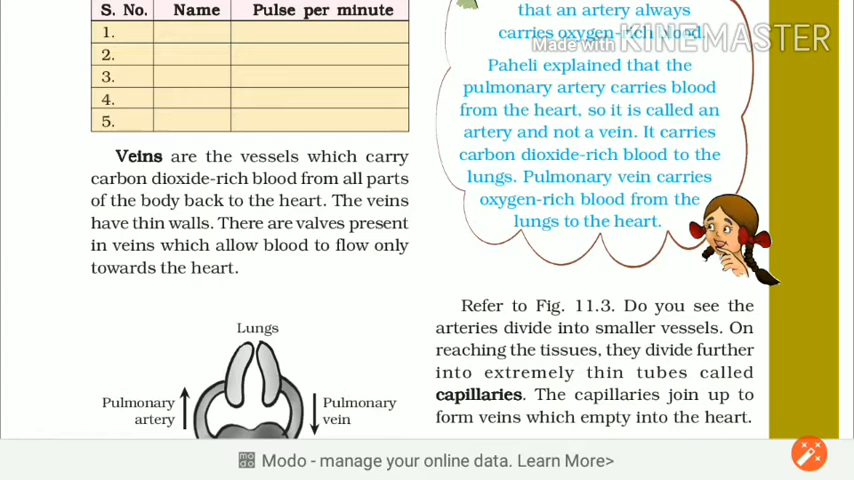 S. No. Name Pulse per minute
1.
2.
3.
4.
5.
Veins are the vessels which carry
carbon dioxide-rich blood from all parts
of the body back to the heart. The veins
have thin walls. There are valves present
in veins which allow blood to flow only
towards the heart.
Lungs
Pulmonary
artery
Pulmonary
vein
that an artery always
carries oxygen-rich blood.
Made with KINEMASTER
Paheli explained that the
pulmonary artery carries blood
from the heart, so it is called an
artery and not a vein. It carries
carbon dioxide-rich blood to the
lungs. Pulmonary vein carries
oxygen-rich blood from the
lungs to the heart.
Refer to Fig. 11.3. Do you see the
arteries divide into smaller vessels. On
reaching the tissues, they divide further
into extremely thin tubes called
capillaries. The capillaries join up to
form veins which empty into the heart.
Modo - manage your online data. Learn More>